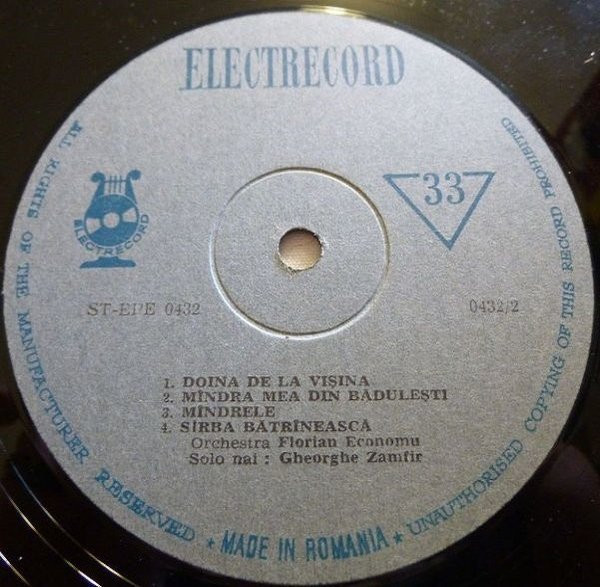 ELECTRECORD
33
ELECTRECORD
ST-EPE 0432
0432/2
1. DOINA DE LA VIȘINA
2. MÎNDRA MEA DIN BĂDULEȘTI
3. MÎNDRELE
4. SÎRBA BĂTRÎNEASCĂ
Orchestra Florian Economu
Solo nai : Gheorghe Zamfir
ALL RIGHTS OF THE MANUFACTURER RESERVED ★ MADE IN ROMANIA ★ UNAUTHORISED COPYING OF THIS RECORD PROHIBITED